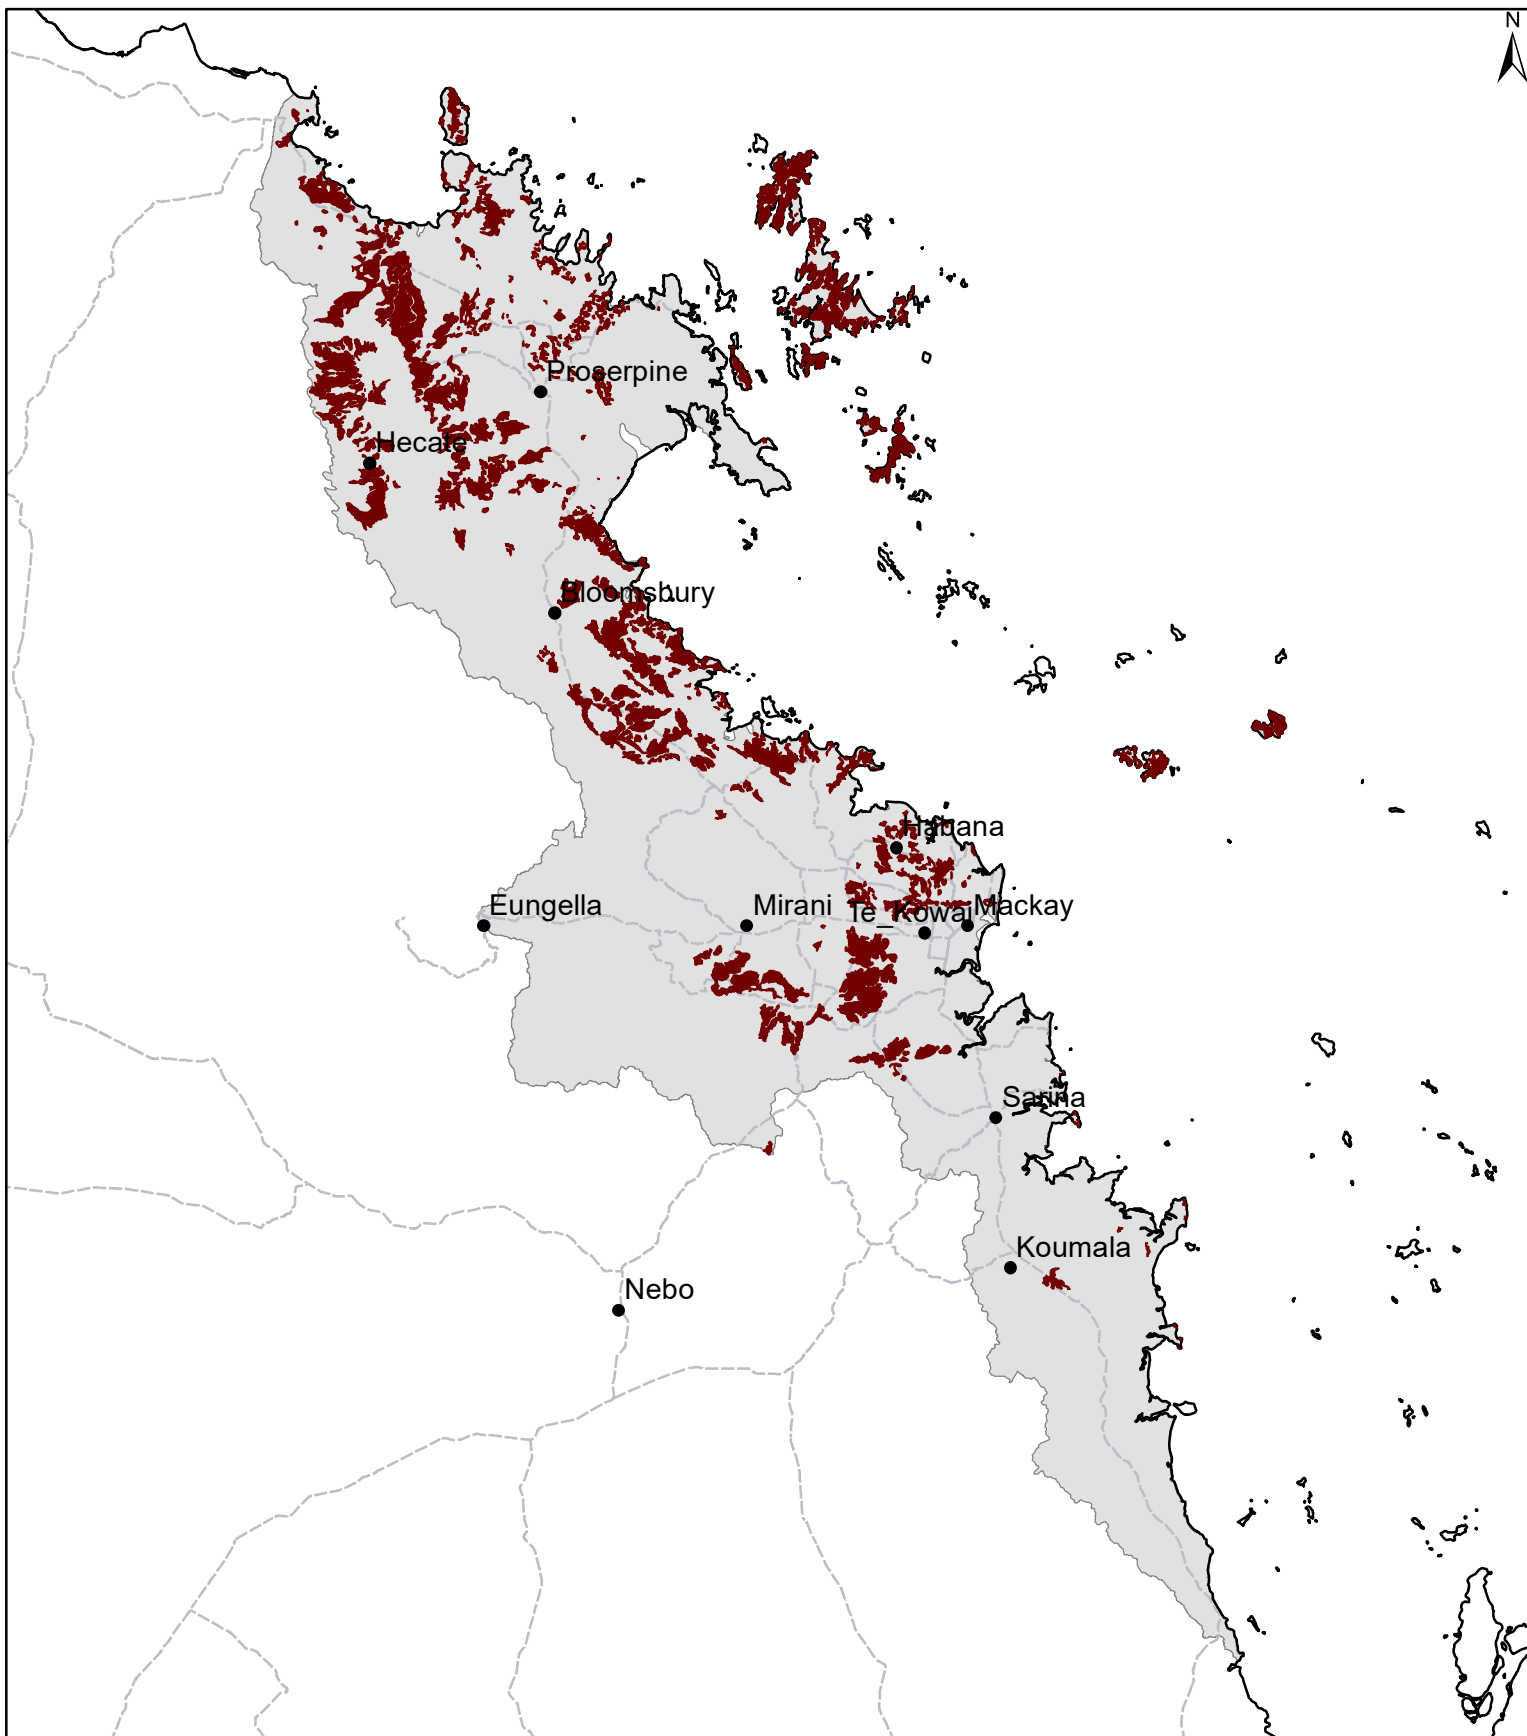 N
Proserpine
Hecate
Bloomsbury
Habana
Eungella
Mirani
Te_Kowai
Mackay
Sarina
Koumala
Nebo